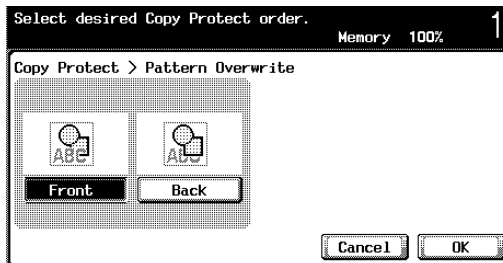 Select desired Copy Protect order.
Memory 100% 1
Copy Protect > Pattern Overwrite
ABC ABC
Front Back
Cancel OK